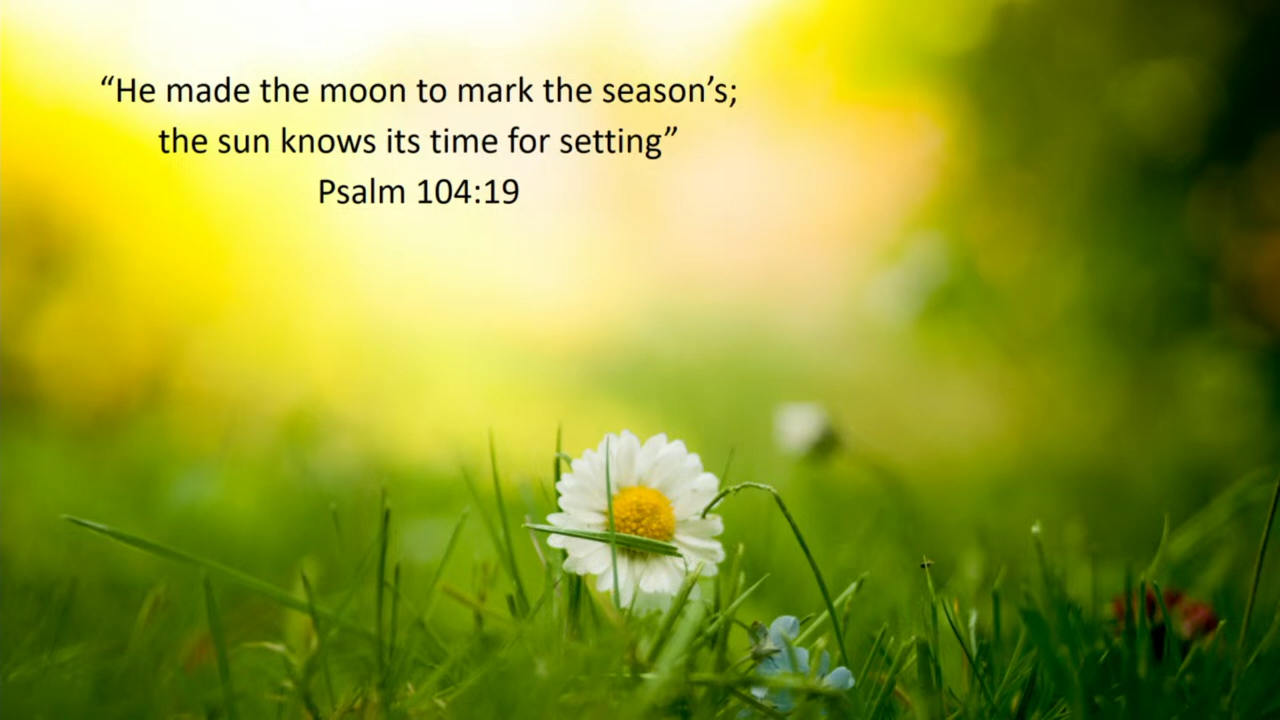 “He made the moon to mark the season’s;
the sun knows its time for setting”
Psalm 104:19